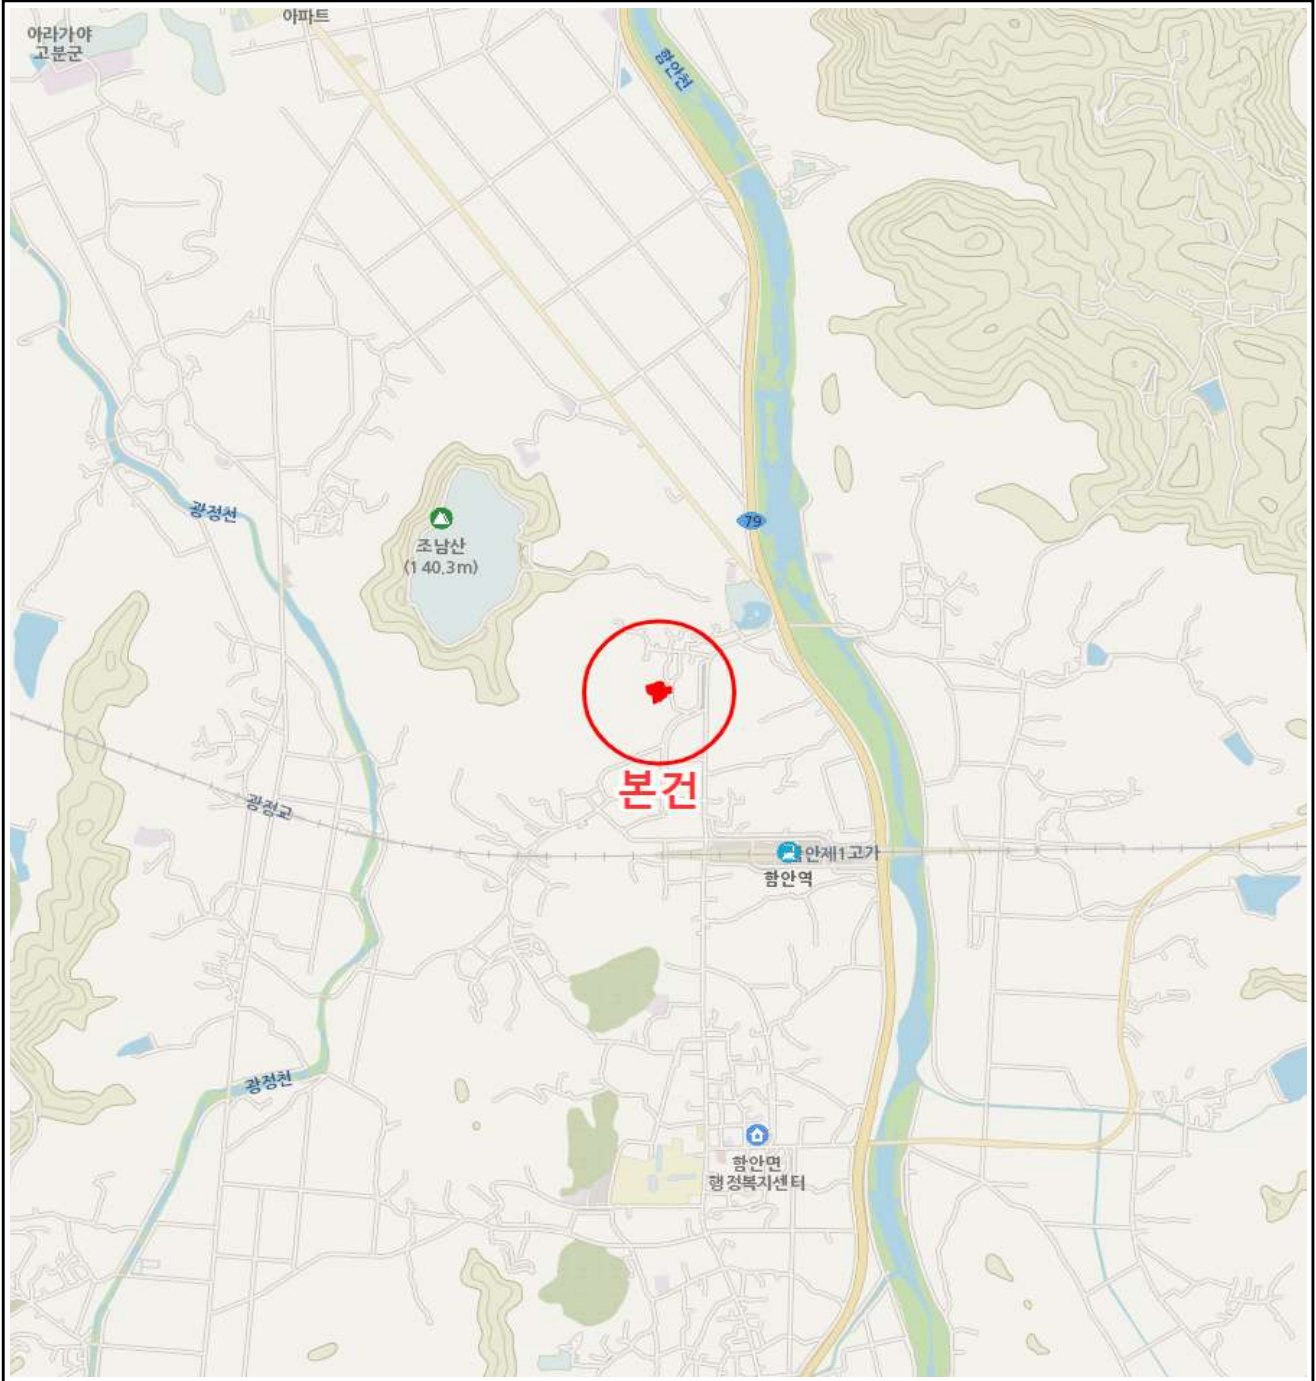 아파트
아라가야
고분군
함안천
79
광정천
조남산
(140.3m)
본건
광정교
안제1고가
함안역
광정천
함안면
행정복지센터